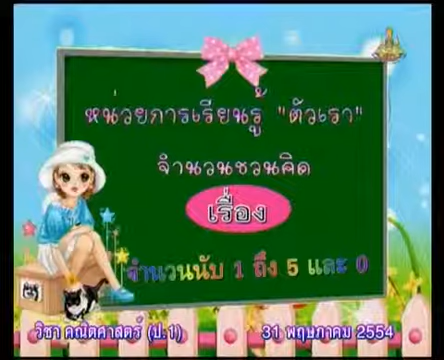 หน่วยการเรียนรู้ "ตัวเรา"
จำนวนชวนคิด
เรื่อง
จำนวนนับ 1 ถึง 5 และ 0
วิชา คณิตศาสตร์ (ป.1) 31 พฤษภาคม 2554